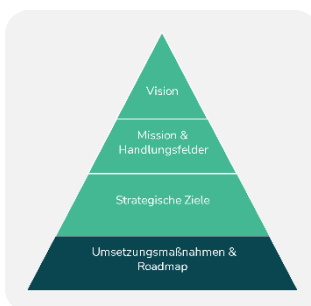 Vision
Mission &
Handlungsfelder
Strategische Ziele
Umsetzungsmaßnahmen &
Roadmap